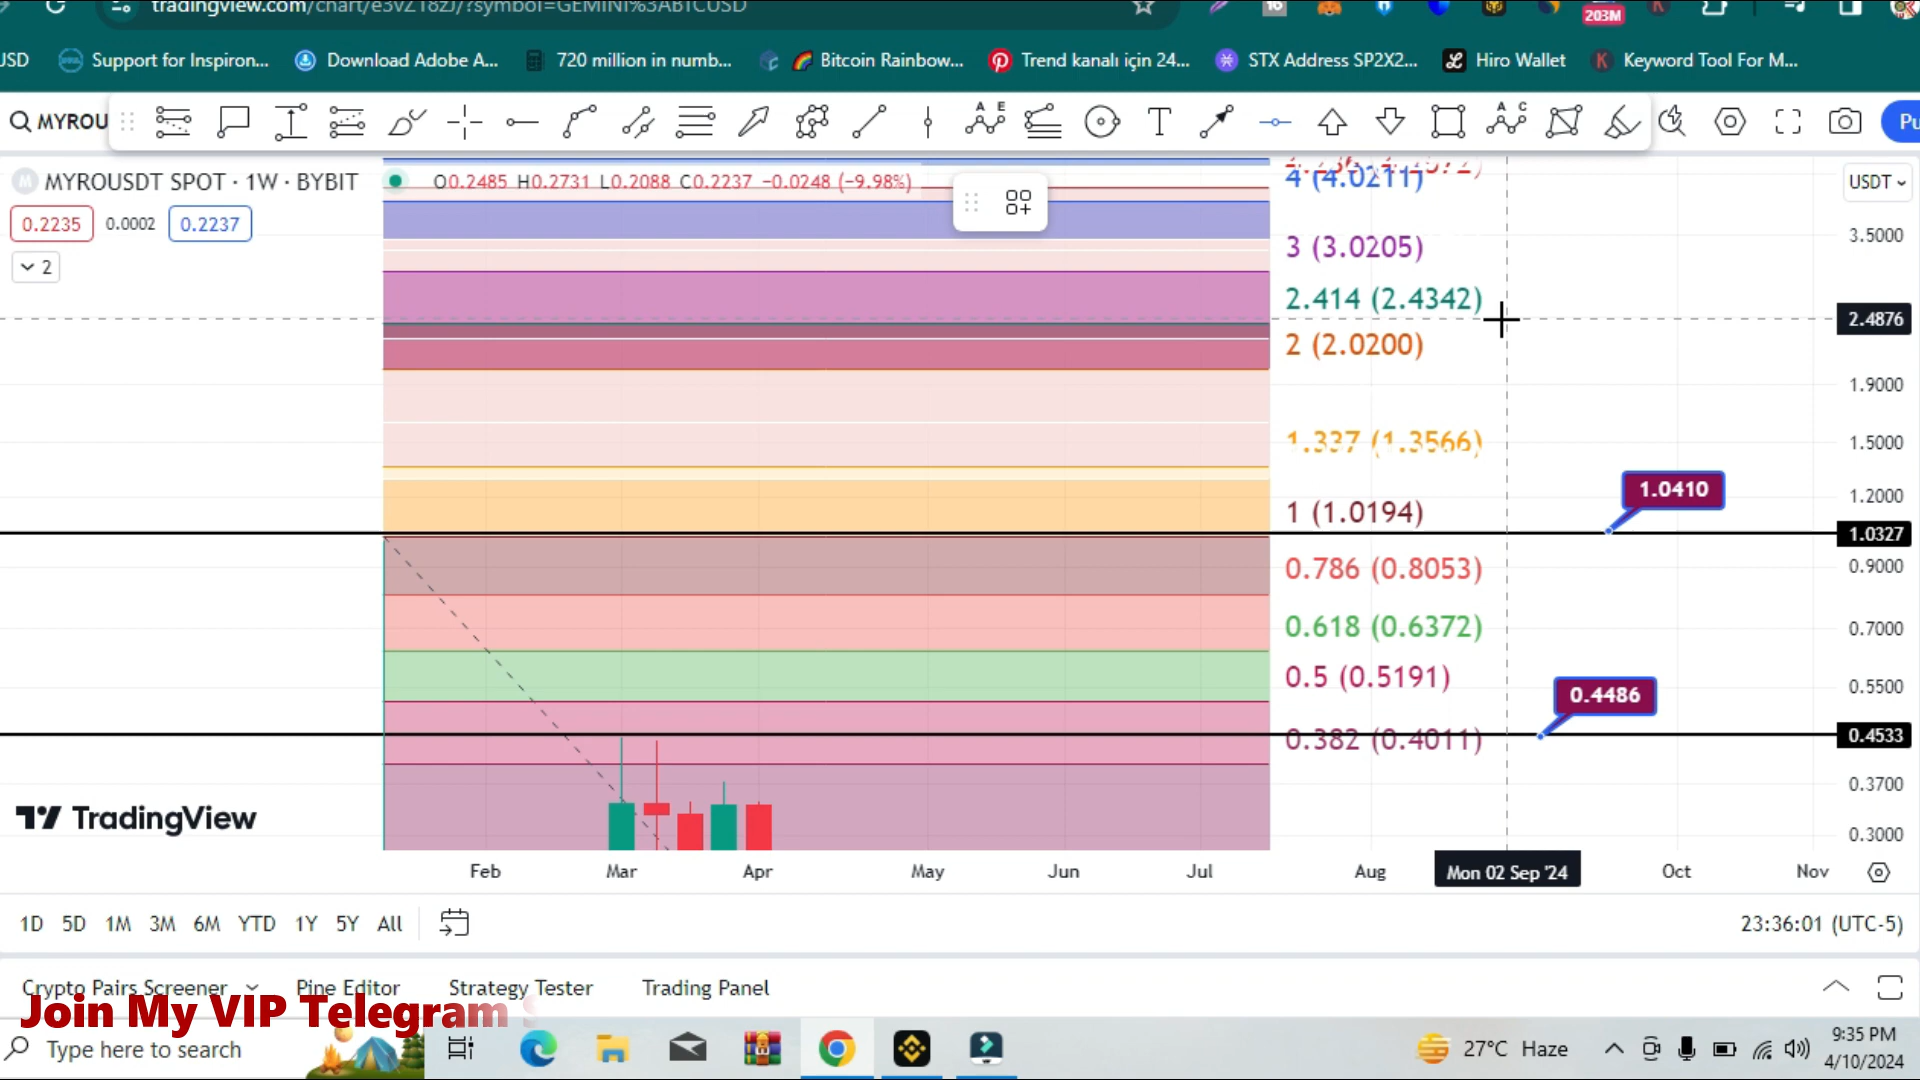 tradingview.com/chart/e3vZ18zJ/?symbol=GEMINI%3ABTCUSD
203M
JSD
Support for Inspiron...
Download Adobe A...
720 million in numb...
Bitcoin Rainbow...
Trend kanalı için 24...
STX Address SP2X2...
Hiro Wallet
Keyword Tool For M...
MYROU
Pu
MYROUSDT SPOT · 1W · BYBIT
O0.2485 H0.2731 L0.2088 C0.2237 −0.0248 (−9.98%)
USDT
0.2235
0.0002
0.2237
2
4 (4.0211)
3 (3.0205)
2.414 (2.4342)
2 (2.0200)
1.337 (1.3566)
1 (1.0194)
0.786 (0.8053)
0.618 (0.6372)
0.5 (0.5191)
0.382 (0.4011)
1.0410
0.4486
3.5000
2.4876
1.9000
1.5000
1.2000
1.0327
0.9000
0.7000
0.5500
0.4533
0.3700
0.3000
TradingView
Feb
Mar
Apr
May
Jun
Jul
Aug
Mon 02 Sep '24
Oct
Nov
1D 5D 1M 3M 6M YTD 1Y 5Y All
23:36:01 (UTC-5)
Crypto Pairs Screener
Pine Editor
Strategy Tester
Trading Panel
Join My VIP Telegram
Type here to search
27°C Haze
9:35 PM
4/10/2024